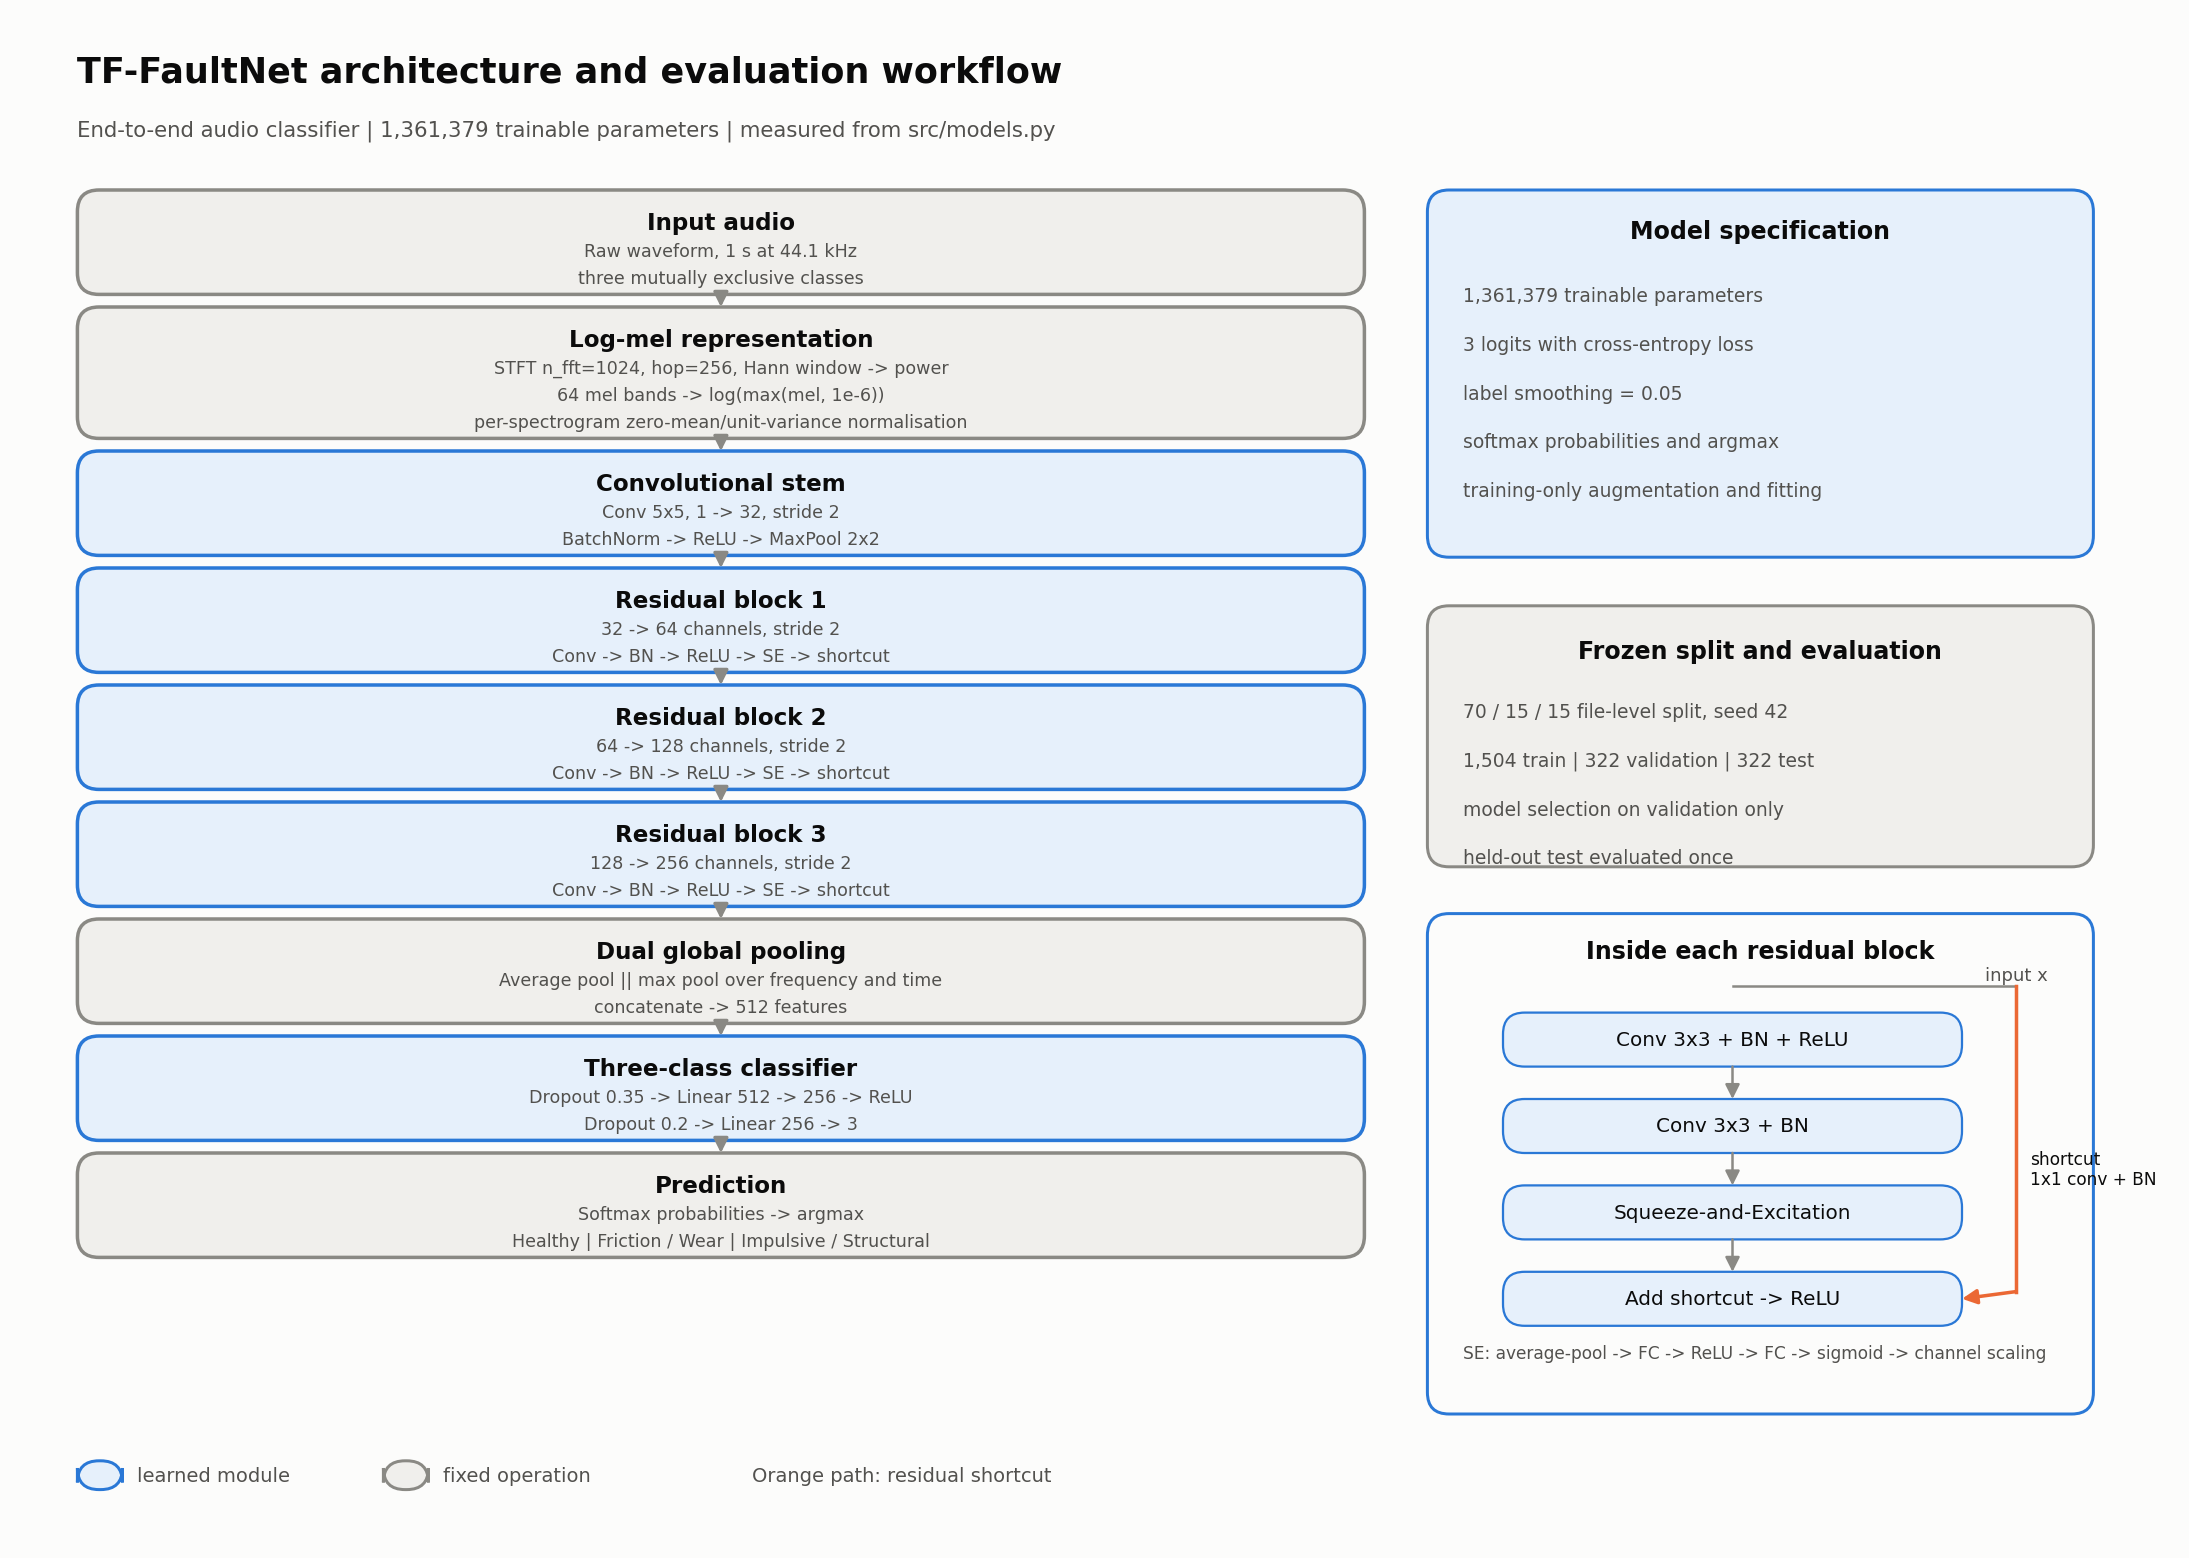 TF-FaultNet architecture and evaluation workflow
End-to-end audio classifier | 1,361,379 trainable parameters | measured from src/models.py
Input audio
Raw waveform, 1 s at 44.1 kHz
three mutually exclusive classes
Log-mel representation
STFT n_fft=1024, hop=256, Hann window -> power
64 mel bands -> log(max(mel, 1e-6))
per-spectrogram zero-mean/unit-variance normalisation
Convolutional stem
Conv 5x5, 1 -> 32, stride 2
BatchNorm -> ReLU -> MaxPool 2x2
Residual block 1
32 -> 64 channels, stride 2
Conv -> BN -> ReLU -> SE -> shortcut
Residual block 2
64 -> 128 channels, stride 2
Conv -> BN -> ReLU -> SE -> shortcut
Residual block 3
128 -> 256 channels, stride 2
Conv -> BN -> ReLU -> SE -> shortcut
Dual global pooling
Average pool || max pool over frequency and time
concatenate -> 512 features
Three-class classifier
Dropout 0.35 -> Linear 512 -> 256 -> ReLU
Dropout 0.2 -> Linear 256 -> 3
Prediction
Softmax probabilities -> argmax
Healthy | Friction / Wear | Impulsive / Structural
Model specification
1,361,379 trainable parameters
3 logits with cross-entropy loss
label smoothing = 0.05
softmax probabilities and argmax
training-only augmentation and fitting
Frozen split and evaluation
70 / 15 / 15 file-level split, seed 42
1,504 train | 322 validation | 322 test
model selection on validation only
held-out test evaluated once
Inside each residual block
input x
Conv 3x3 + BN + ReLU
Conv 3x3 + BN
shortcut
1x1 conv + BN
Squeeze-and-Excitation
Add shortcut -> ReLU
SE: average-pool -> FC -> ReLU -> FC -> sigmoid -> channel scaling
learned module
fixed operation
Orange path: residual shortcut